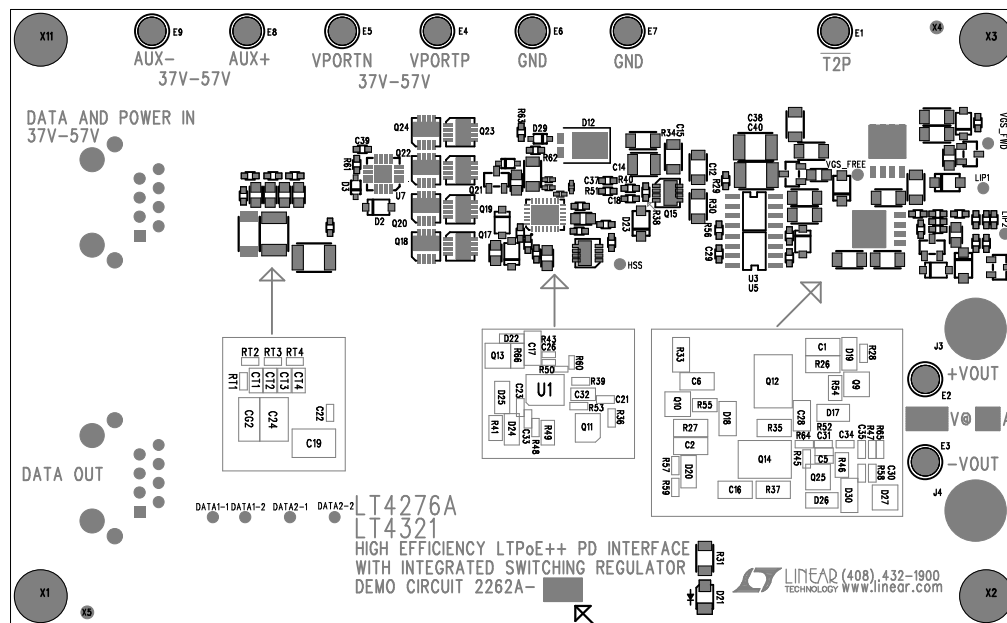 X11
E9
E8
E5
E4
E6
E7
E1
X4
X3
AUX-
AUX+
VPORTN
VPORTP
GND
GND
T2P
37V-57V
37V-57V
DATA AND POWER IN
37V-57V
Q24
Q23
Q22
Q21
Q20
Q19
Q18
Q17
C39
R61
D3
U7
D2
R63
D29
D12
R62
R34
C15
C14
C37
R40
R51
C18
R38
Q15
D23
HSS
C12
R29
R30
R56
C29
C38
C40
U3
U5
VGS_FREE
VGS_FWD
LIP1
RT2
RT3
RT4
RT1
CT1
CT2
CT3
CT4
CG2
C24
C22
C19
D22
Q13
R66
C17
R43
C26
R60
R50
D25
C23
U1
R39
C32
C21
R53
R41
D24
C33
R48
R49
Q11
R36
R33
C6
Q12
C1
R26
D19
R28
R54
Q9
Q10
R55
D18
C28
D17
R27
R35
R52
C2
R64
C31
C34
C35
R47
R65
R57
D20
Q14
R45
C5
R46
C30
R58
R59
C16
R37
Q25
D26
D30
D27
J3
+VOUT
E2
V@
A
E3
-VOUT
J4
DATA OUT
DATA1-1
DATA1-2
DATA2-1
DATA2-2
LT4276A
LT4321
HIGH EFFICIENCY LTPoE++ PD INTERFACE
WITH INTEGRATED SWITCHING REGULATOR
DEMO CIRCUIT 2262A-
R31
D21
LINEAR
TECHNOLOGY
(408) 432-1900
www.linear.com
X1
X5
X2